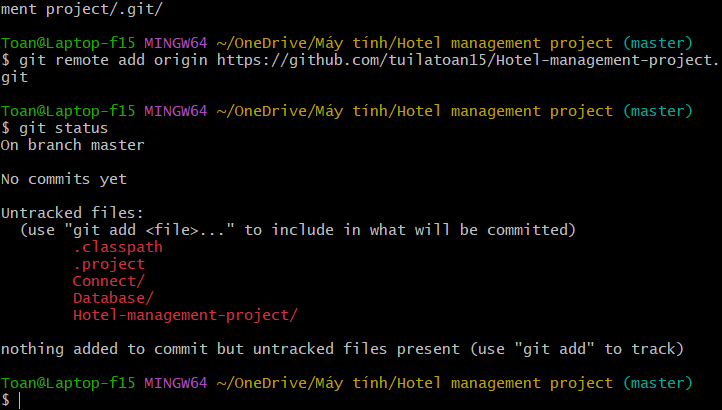 ment project/.git/
Toan@Laptop-f15 MINGW64 ~/OneDrive/Máy tính/Hotel management project (master)
$ git remote add origin https://github.com/tuilatoan15/Hotel-management-project.
git
Toan@Laptop-f15 MINGW64 ~/OneDrive/Máy tính/Hotel management project (master)
$ git status
On branch master
No commits yet
Untracked files:
  (use "git add <file>..." to include in what will be committed)
        .classpath
        .project
        Connect/
        Database/
        Hotel-management-project/
nothing added to commit but untracked files present (use "git add" to track)
Toan@Laptop-f15 MINGW64 ~/OneDrive/Máy tính/Hotel management project (master)
$